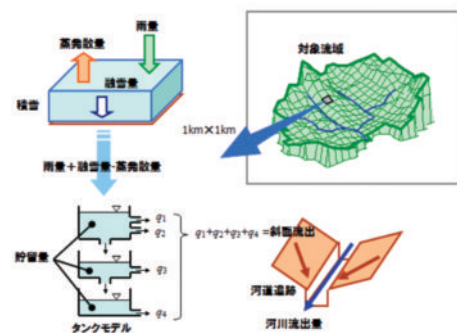 雨量
蒸発散量
融雪量
積雪
対象流域
1km×1km
雨量+融雪量-蒸発散量
q1
q2
q3
q4
q1+q2+q3+q4=斜面流出
貯留量
タンクモデル
河道追跡
河川流出量